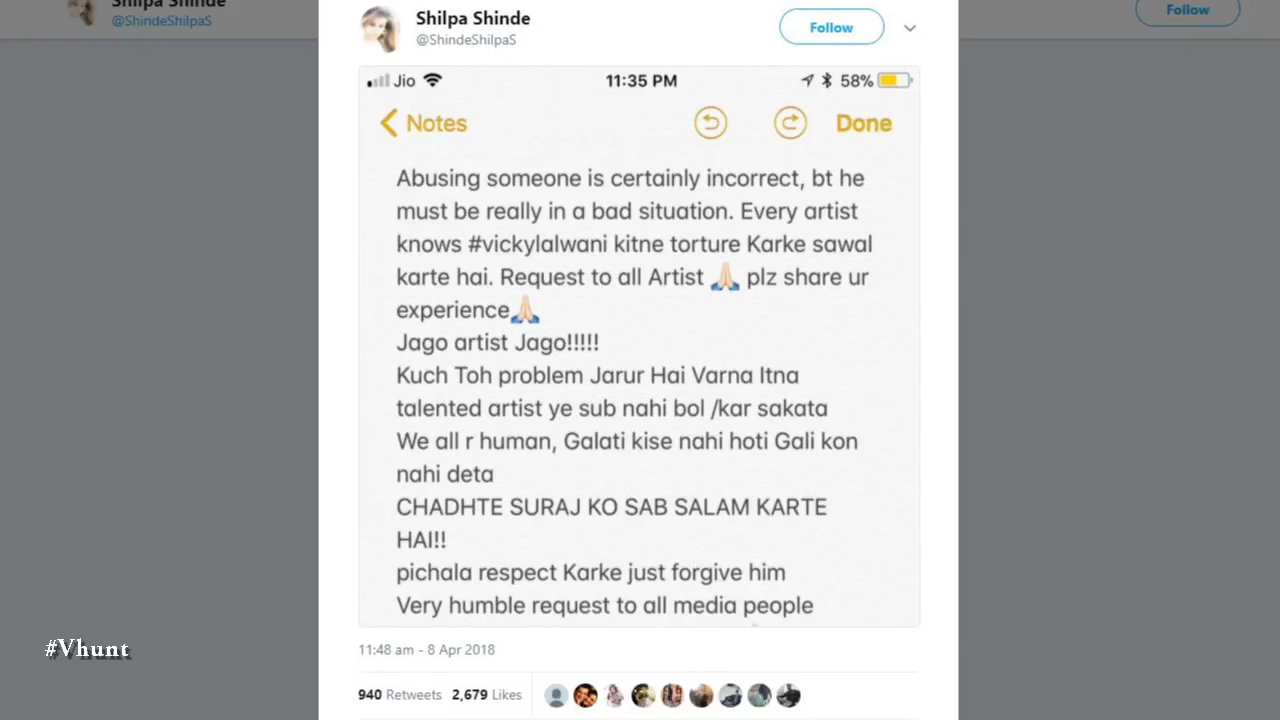 Shilpa Shinde
@ShindeShilpaS
Follow
Shilpa Shinde
@ShindeShilpaS
Follow
Jio 11:35 PM 58%
Notes Done
Abusing someone is certainly incorrect, bt he
must be really in a bad situation. Every artist
knows #vickylalwani kitne torture Karke sawal
karte hai. Request to all Artist 🙏🏻 plz share ur
experience🙏🏻
Jago artist Jago!!!!!
Kuch Toh problem Jarur Hai Varna Itna
talented artist ye sub nahi bol /kar sakata
We all r human, Galati kise nahi hoti Gali kon
nahi deta
CHADHTE SURAJ KO SAB SALAM KARTE
HAI!!
pichala respect Karke just forgive him
Very humble request to all media people
#Vhunt
11:48 am - 8 Apr 2018
940 Retweets 2,679 Likes